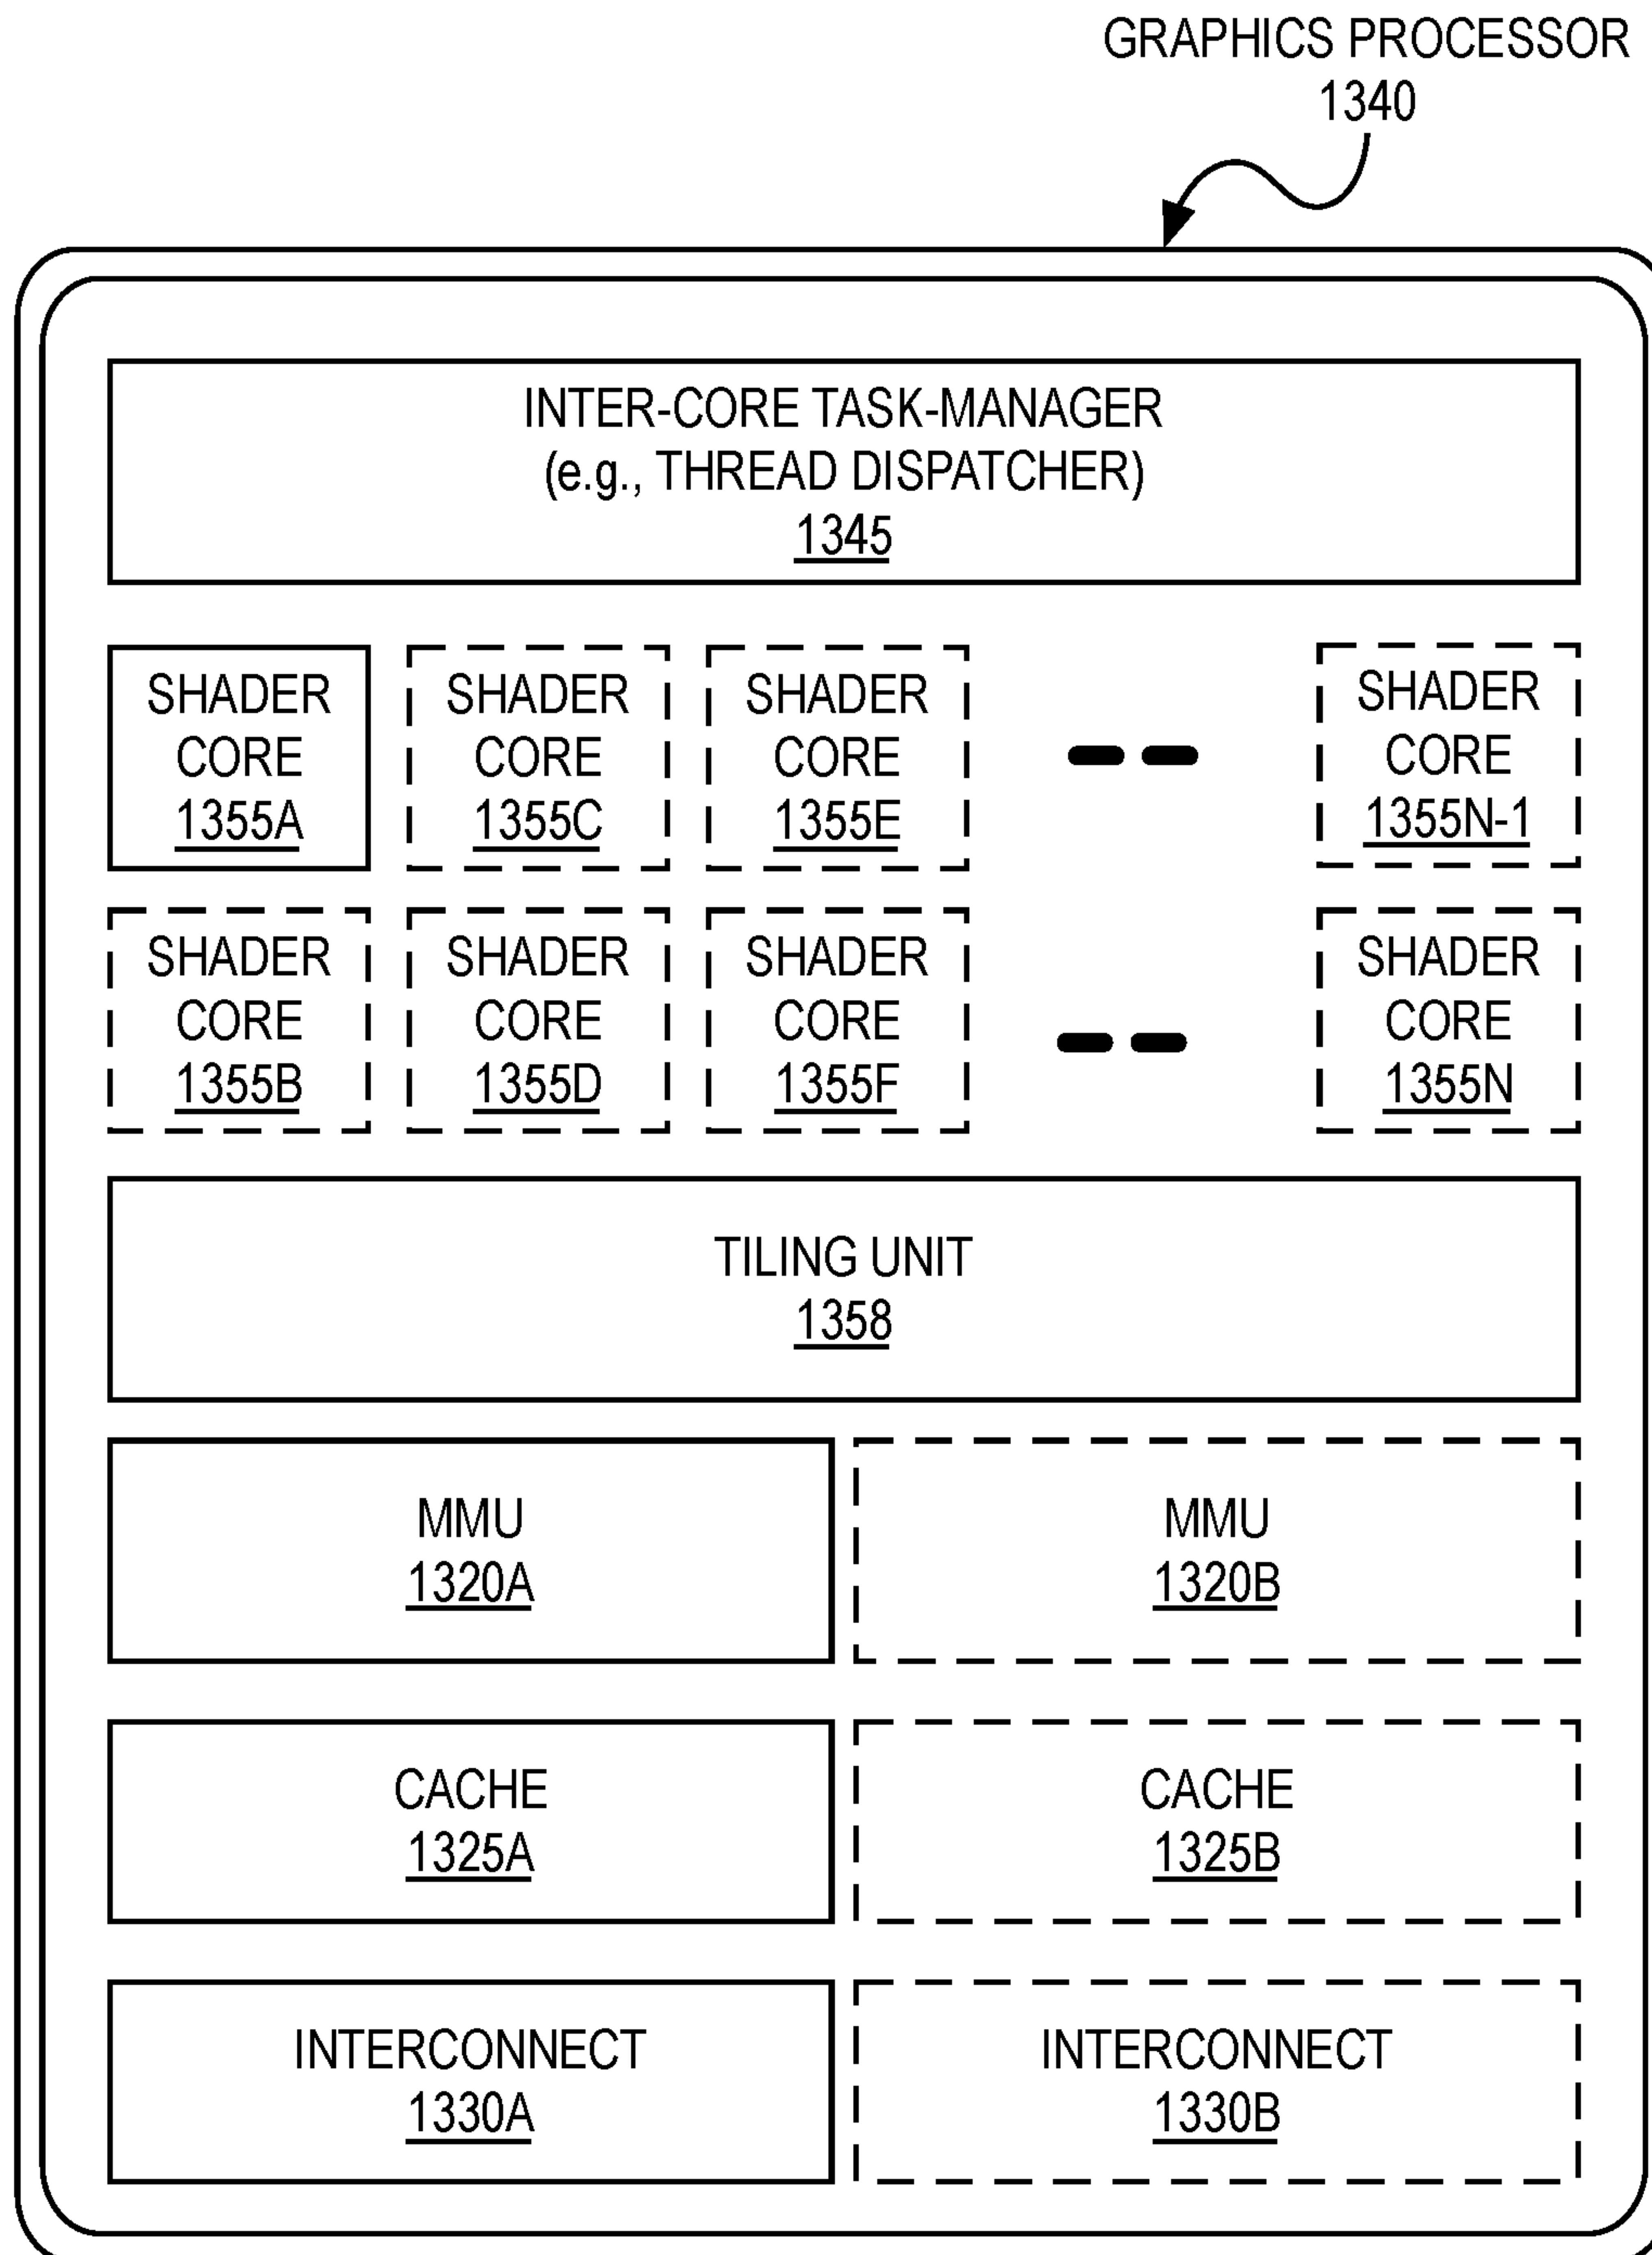 GRAPHICS PROCESSOR
1340
INTER-CORE TASK-MANAGER
(e.g., THREAD DISPATCHER)
1345
SHADER
CORE
1355A
SHADER
CORE
1355C
SHADER
CORE
1355E
SHADER
CORE
1355N-1
SHADER
CORE
1355B
SHADER
CORE
1355D
SHADER
CORE
1355F
SHADER
CORE
1355N
TILING UNIT
1358
MMU
1320A
MMU
1320B
CACHE
1325A
CACHE
1325B
INTERCONNECT
1330A
INTERCONNECT
1330B